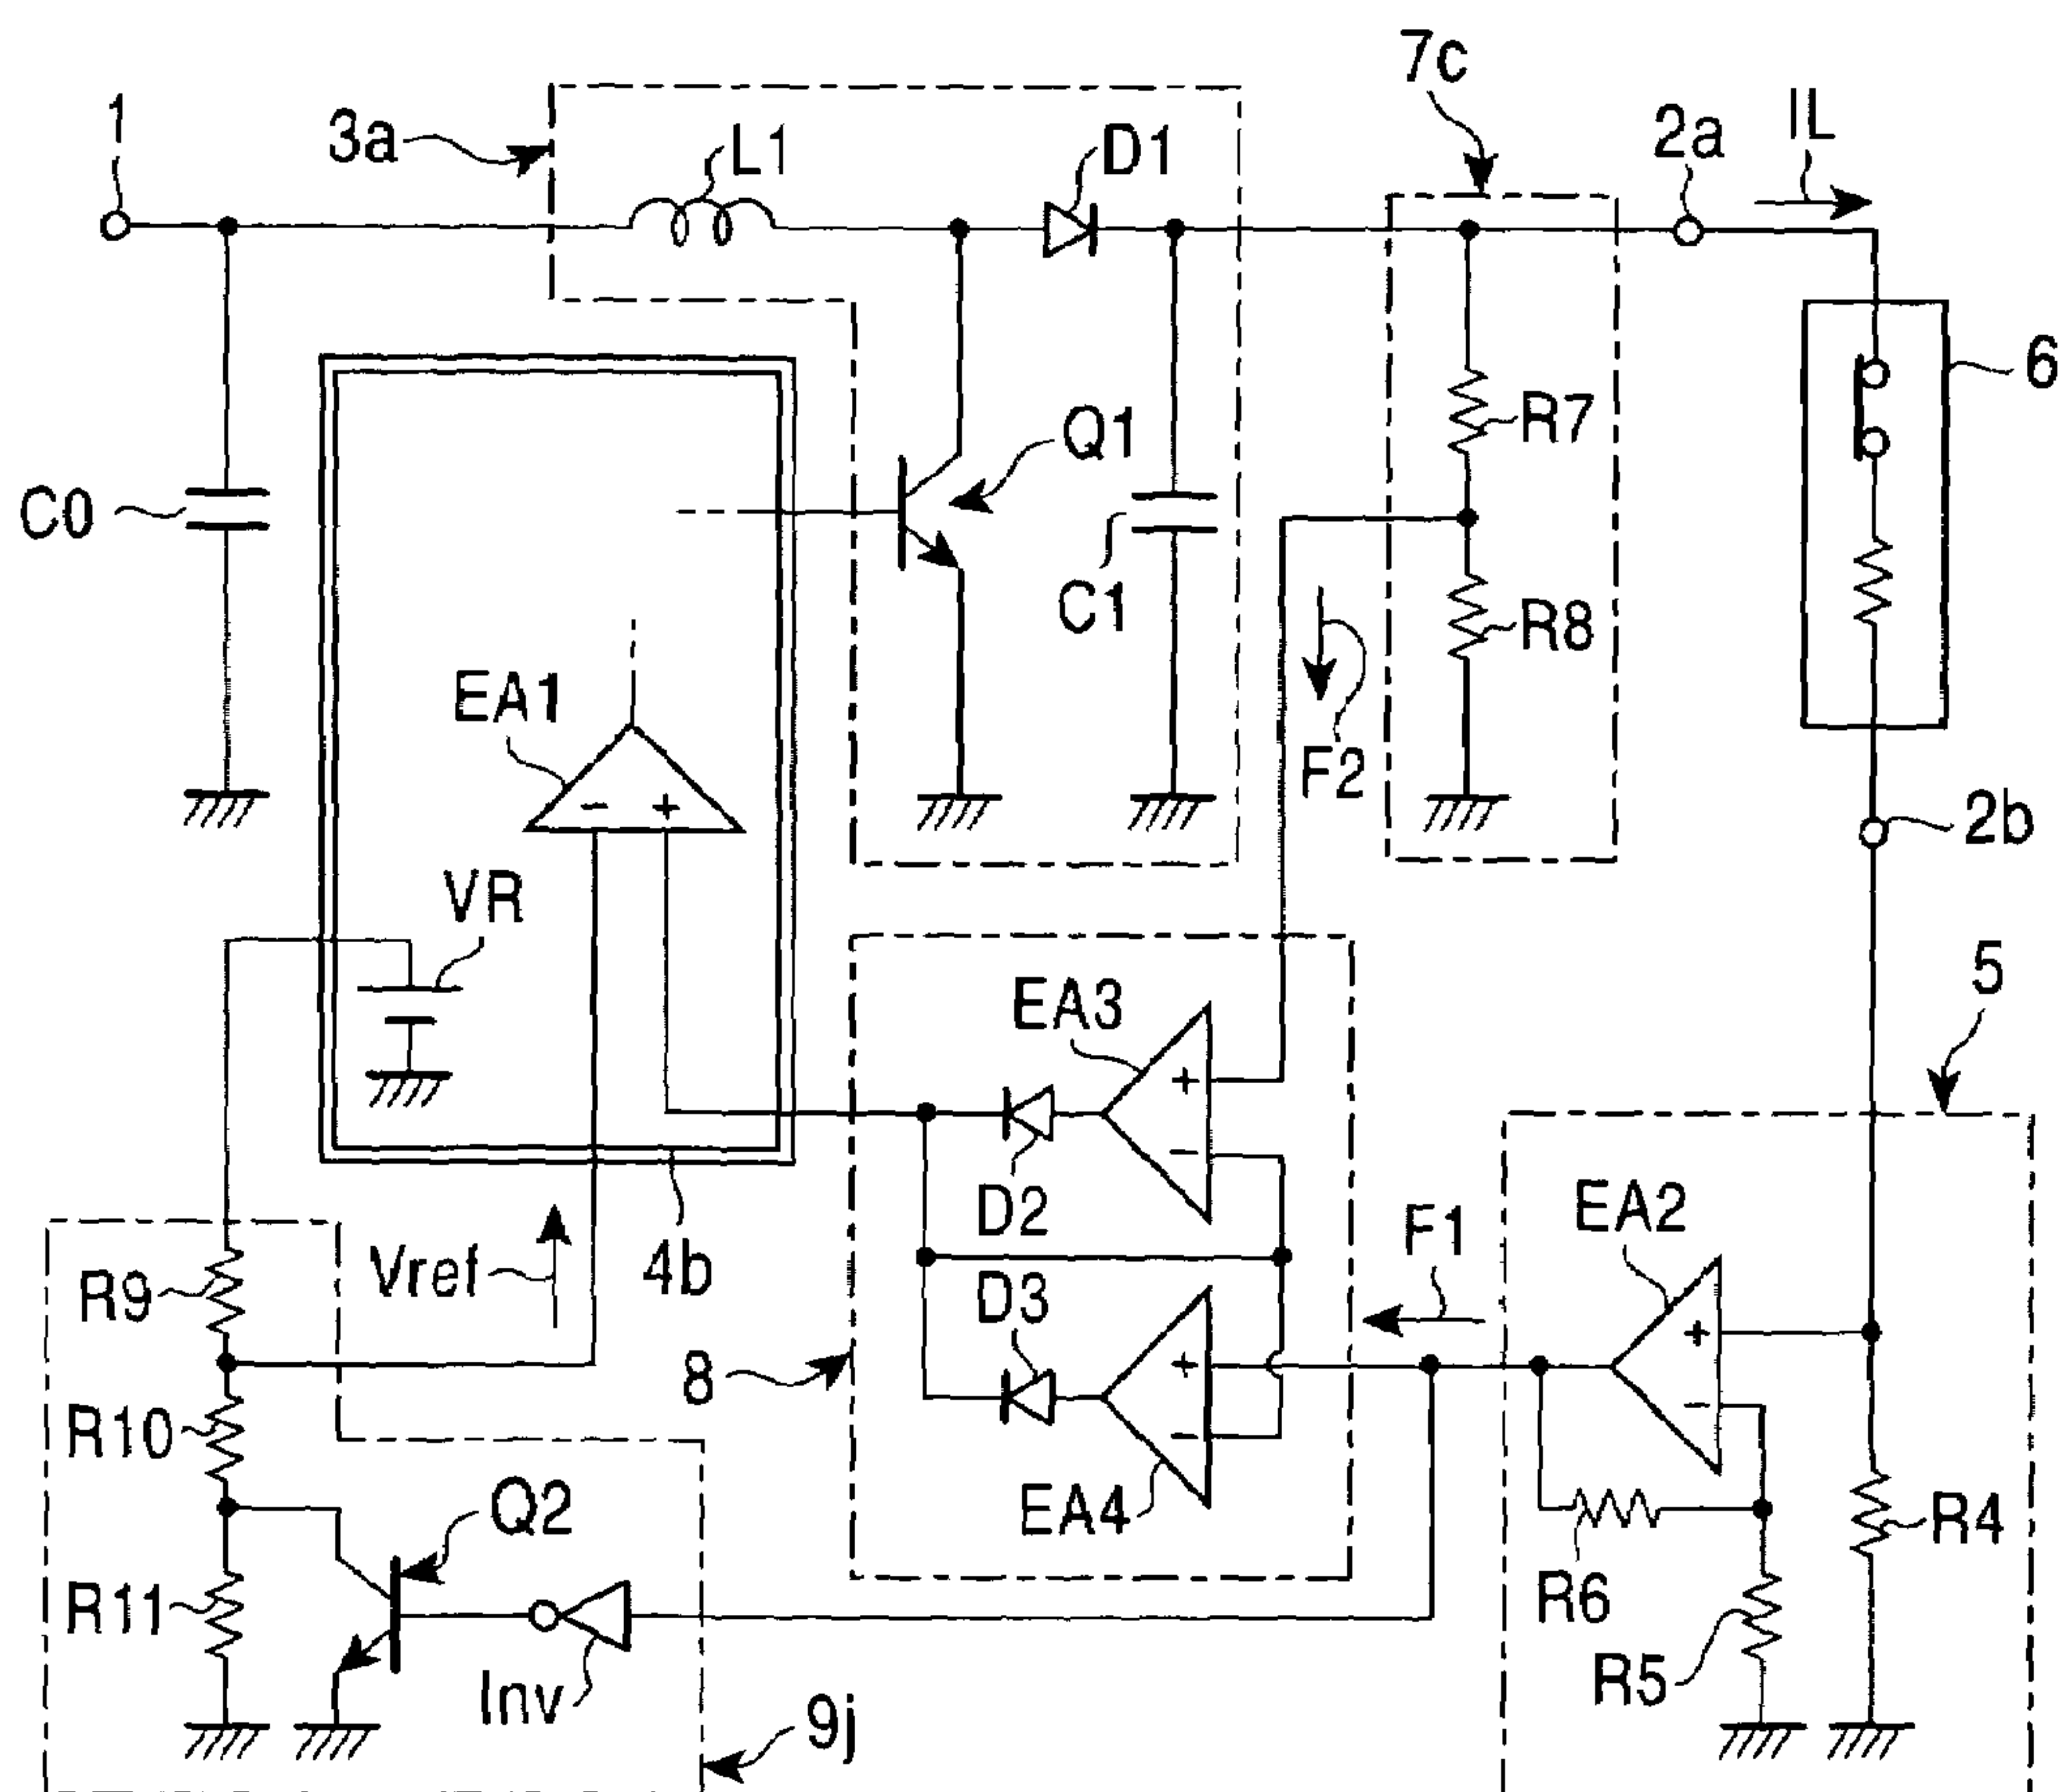 7c
1
3a
L1
D1
2a
IL
6
C0
Q1
R7
C1
R8
EA1
− +
F2
2b
VR
5
EA3
+
−
D2
EA2
F1
Vref
4b
R9
D3
+
−
8
+
−
R10
Q2
EA4
R4
R6
R11
R5
Inv
9j